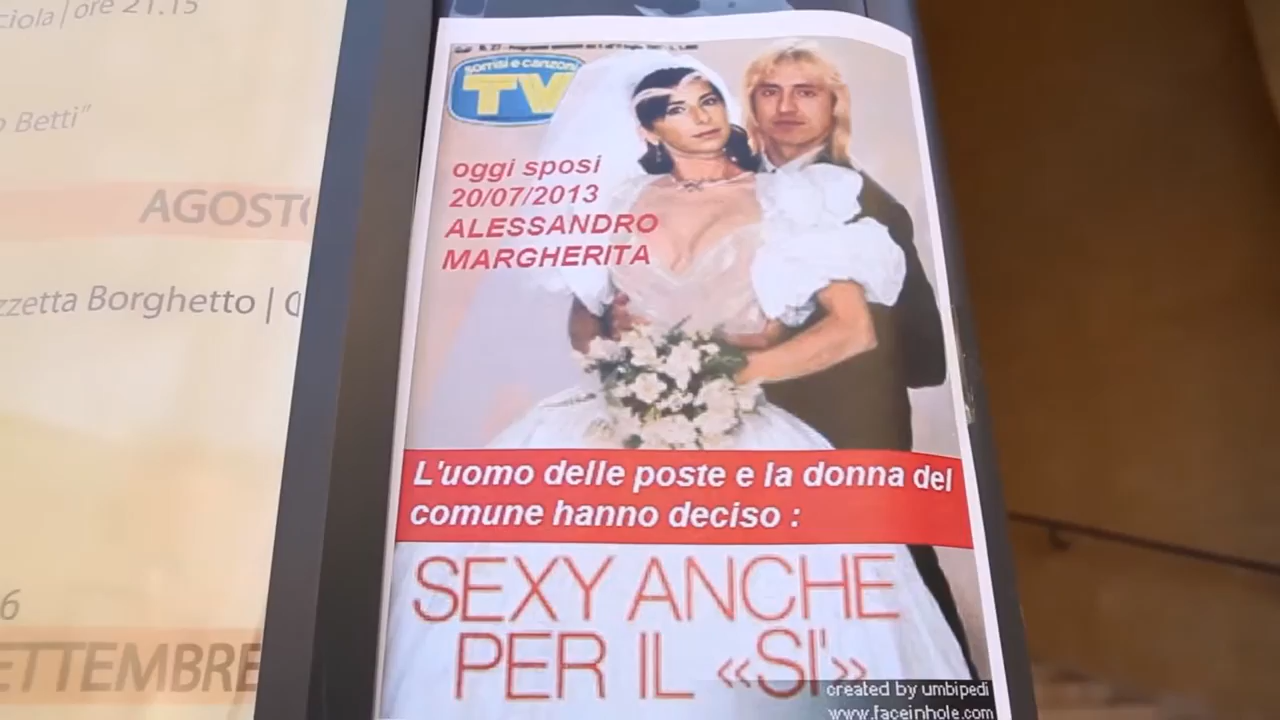 ciola | ore 21.15
o Betti”
AGOSTO
zzetta Borghetto |
6
ETTEMBRE
sorrisi e canzoni
TV
oggi sposi
20/07/2013
ALESSANDRO
MARGHERITA
L'uomo delle poste e la donna del
comune hanno deciso :
SEXY ANCHE
PER IL «SI'»
created by umbipedi
www.faceinhole.com